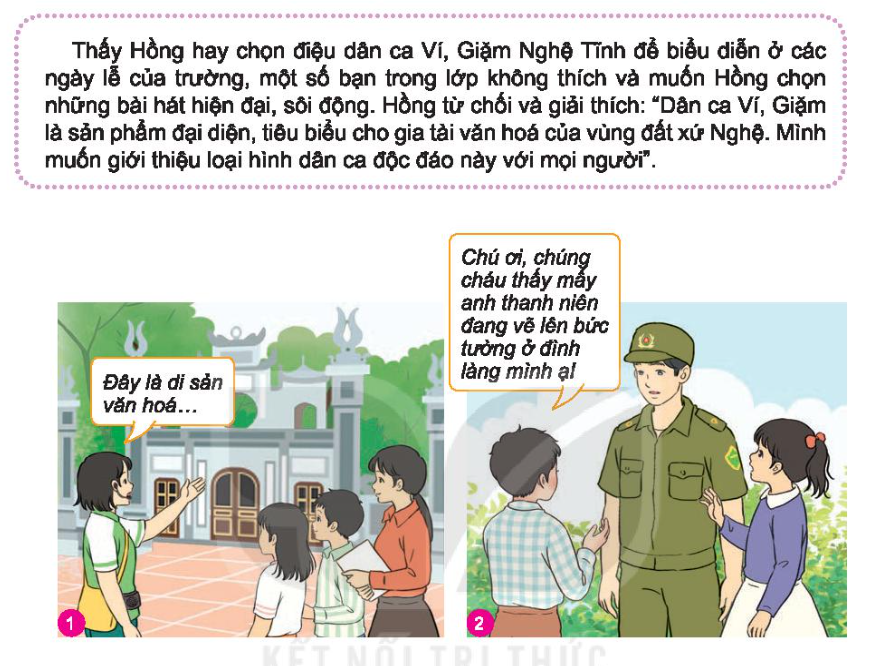 Thấy Hồng hay chọn điệu dân ca Ví, Giặm Nghệ Tĩnh để biểu diễn ở các
ngày lễ của trường, một số bạn trong lớp không thích và muốn Hồng chọn
những bài hát hiện đại, sôi động. Hồng từ chối và giải thích: “Dân ca Ví, Giặm
là sản phẩm đại diện, tiêu biểu cho gia tài văn hoá của vùng đất xứ Nghệ. Mình
muốn giới thiệu loại hình dân ca độc đáo này với mọi người”.
Đây là di sản
văn hoá...
1
Chú ơi, chúng
cháu thấy mấy
anh thanh niên
đang vẽ lên bức
tường ở đình
làng mình ạ!
2
KẾT NỐI TRI THỨC